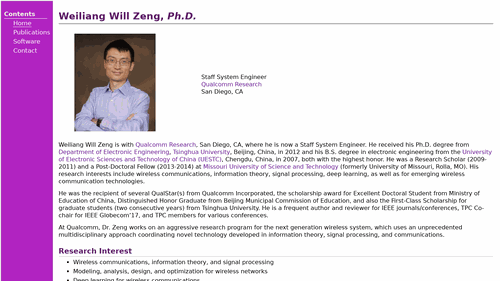 Contents
Home
Publications
Software
Contact
Weiliang Will Zeng, Ph.D.
Staff System Engineer
Qualcomm Research
San Diego, CA
Weiliang Will Zeng is with Qualcomm Research, San Diego, CA, where he is now a Staff System Engineer. He received his Ph.D. degree from
Department of Electronic Engineering, Tsinghua University, Beijing, China, in 2012 and his B.S. degree in electronic engineering from the University
of Electronic Sciences and Technology of China (UESTC), Chengdu, China, in 2007, both with the highest honor. He was a Research Scholar (2009-
2011) and a Post-Doctoral Fellow (2013-2014) at Missouri University of Science and Technology (formerly University of Missouri, Rolla, MO). His
research interests include wireless communications, information theory, signal processing, deep learning, as well as for emerging wireless
communication technologies.
He was the recipient of several QualStar(s) from Qualcomm Incorporated, the scholarship award for Excellent Doctoral Student from Ministry of
Education of China, Distinguished Honor Graduate from Beijing Municipal Commission of Education, and also the First-Class Scholarship for
graduate students (two consecutive years) from Tsinghua University. He is a frequent author and reviewer for IEEE journals/conferences, TPC Co-
chair for IEEE Globecom'17, and TPC members for various conferences.
At Qualcomm, Dr. Zeng works on an aggressive research program for the next generation wireless system, which uses an unprecedented
multidisciplinary approach coordinating novel technology developed in information theory, signal processing, and communications.
Research Interest
Wireless communications, information theory, and signal processing
Modeling, analysis, design, and optimization for wireless networks
Deep learning for wireless communications